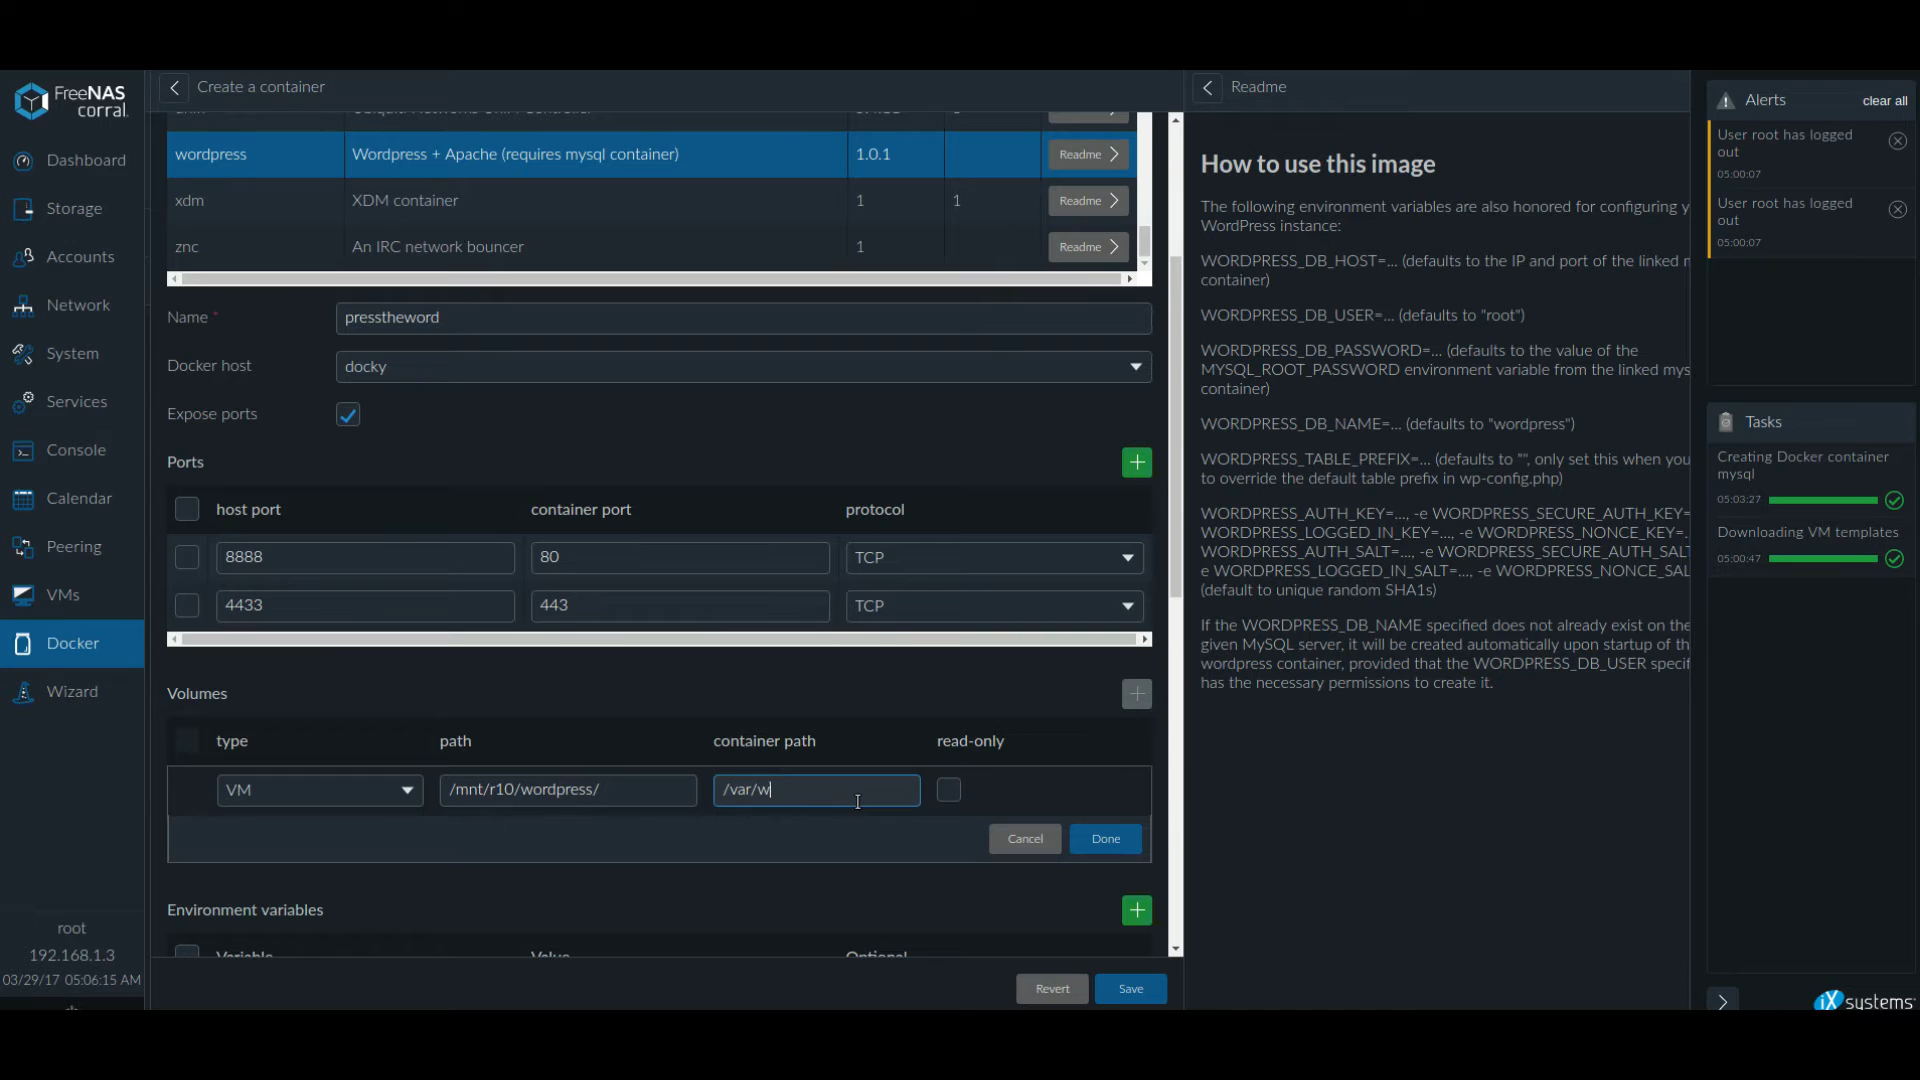 FreeNAS
corral.
Dashboard
Storage
Accounts
Network
System
Services
Console
Calendar
Peering
VMs
Docker
Wizard
root
192.168.1.3
03/29/17 05:06:15 AM
Create a container
wordpress Wordpress + Apache (requires mysql container) 1.0.1 Readme
xdm XDM container 1 1 Readme
znc An IRC network bouncer 1 Readme
Name * presstheword
Docker host docky
Expose ports
Ports
host port container port protocol
8888 80 TCP
4433 443 TCP
Volumes
type path container path read-only
VM /mnt/r10/wordpress/ /var/w
Cancel Done
Environment variables
Variable Value Optional
Revert Save
Readme
How to use this image
The following environment variables are also honored for configuring y
WordPress instance:
WORDPRESS_DB_HOST=... (defaults to the IP and port of the linked m
container)
WORDPRESS_DB_USER=... (defaults to "root")
WORDPRESS_DB_PASSWORD=... (defaults to the value of the
MYSQL_ROOT_PASSWORD environment variable from the linked mys
container)
WORDPRESS_DB_NAME=... (defaults to "wordpress")
WORDPRESS_TABLE_PREFIX=... (defaults to "", only set this when you
to override the default table prefix in wp-config.php)
WORDPRESS_AUTH_KEY=..., -e WORDPRESS_SECURE_AUTH_KEY=
WORDPRESS_LOGGED_IN_KEY=..., -e WORDPRESS_NONCE_KEY=..
WORDPRESS_AUTH_SALT=..., -e WORDPRESS_SECURE_AUTH_SALT
e WORDPRESS_LOGGED_IN_SALT=..., -e WORDPRESS_NONCE_SAL
(default to unique random SHA1s)
If the WORDPRESS_DB_NAME specified does not already exist on the
given MySQL server, it will be created automatically upon startup of th
wordpress container, provided that the WORDPRESS_DB_USER specif
has the necessary permissions to create it.
Alerts clear all
User root has logged
out
05:00:07
User root has logged
out
05:00:07
Tasks
Creating Docker container
mysql
05:03:27
Downloading VM templates
05:00:47
iXsystems